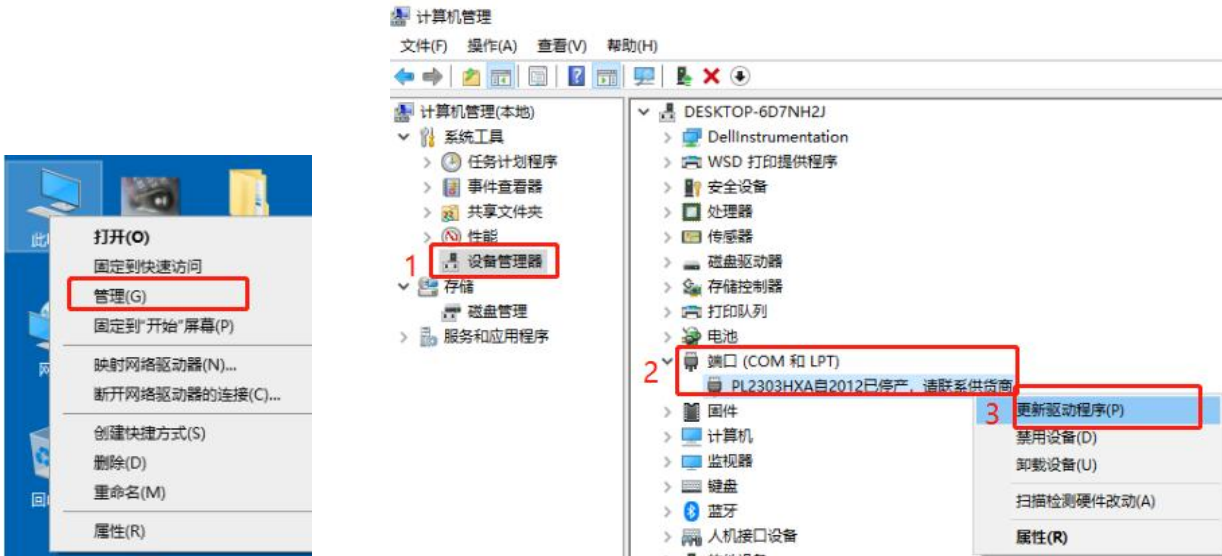 打开(O)
固定到快速访问
管理(G)
固定到"开始"屏幕(P)
映射网络驱动器(N)...
断开网络驱动器的连接(C)...
创建快捷方式(S)
删除(D)
重命名(M)
属性(R)
计算机管理
文件(F) 操作(A) 查看(V) 帮助(H)
计算机管理(本地)
系统工具
任务计划程序
事件查看器
共享文件夹
性能
1 设备管理器
存储
磁盘管理
服务和应用程序
DESKTOP-6D7NH2J
DellInstrumentation
WSD 打印提供程序
安全设备
处理器
传感器
磁盘驱动器
存储控制器
打印队列
电池
2 端口 (COM 和 LPT)
PL2303HXA自2012已停产，请联系供货商
固件
计算机
监视器
键盘
蓝牙
人机接口设备
3 更新驱动程序(P)
禁用设备(D)
卸载设备(U)
扫描检测硬件改动(A)
属性(R)